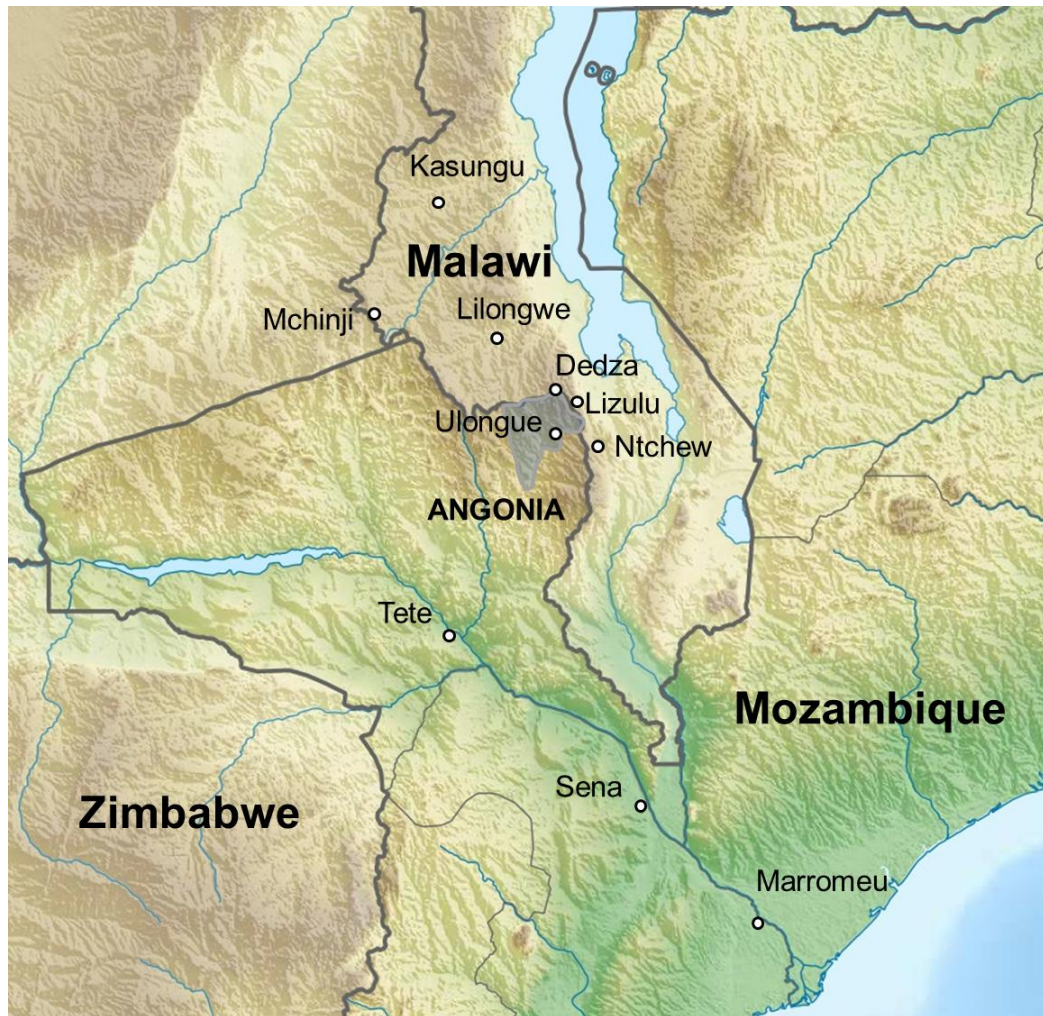 Kasungu
Malawi
Mchinji
Lilongwe
Dedza
Lizulu
Ulongue
Ntchew
ANGONIA
Tete
Mozambique
Sena
Zimbabwe
Marromeu